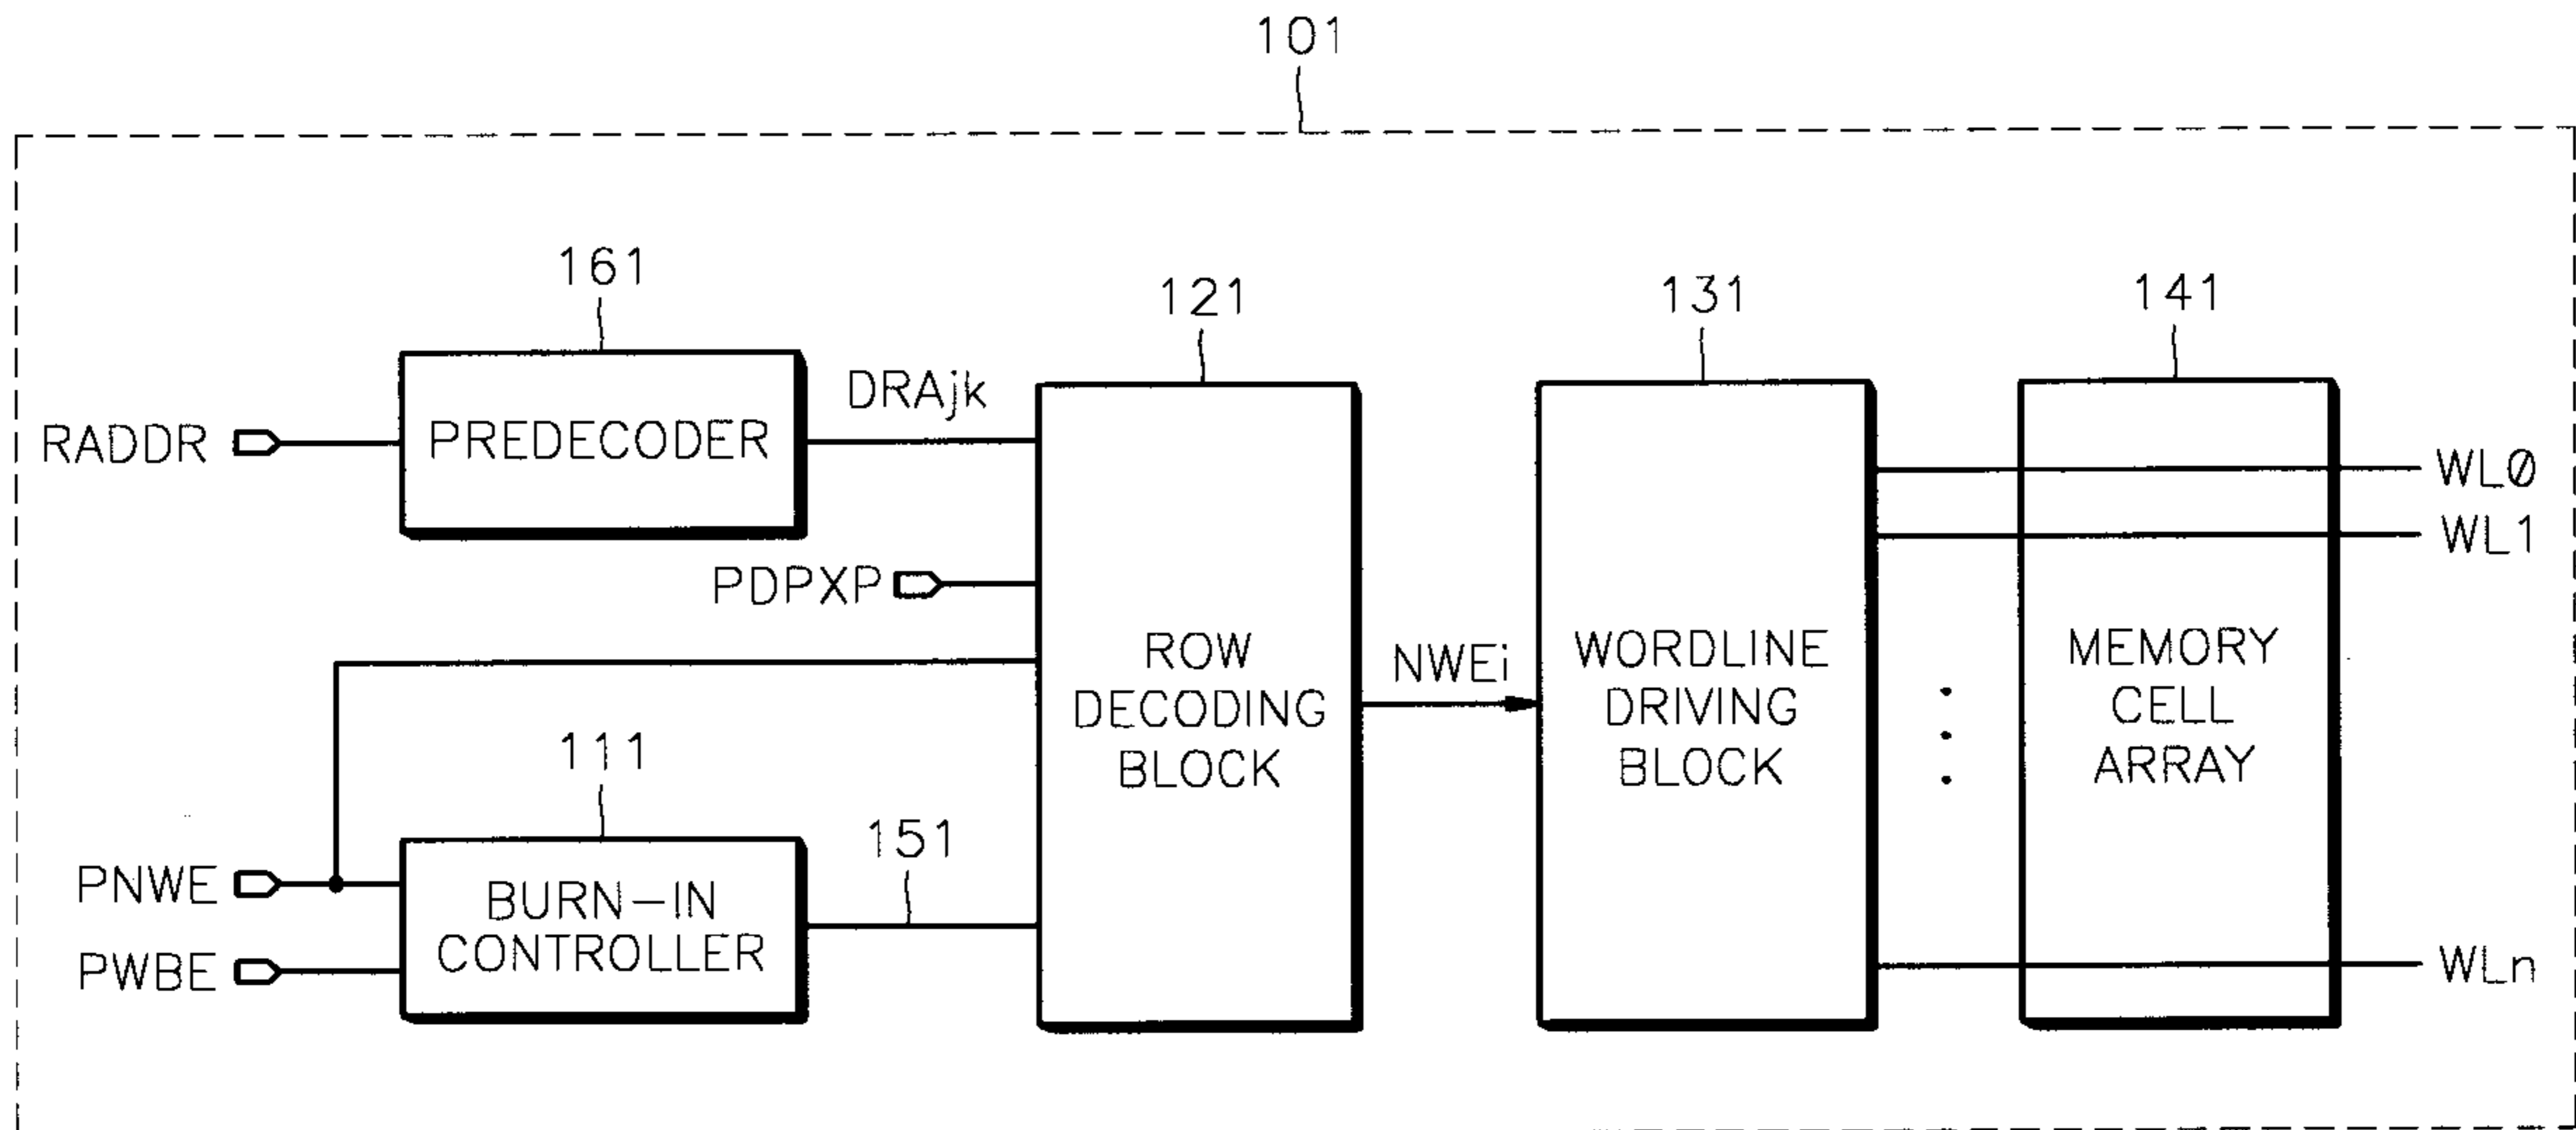 101
161
121
131
141
DRAjk
RADDR
PREDECODER
WLØ
WL1
PDPXP
ROW
DECODING
BLOCK
NWEi
WORDLINE
DRIVING
BLOCK
MEMORY
CELL
ARRAY
111
151
PNWE
BURN-IN
CONTROLLER
PWBE
WLn